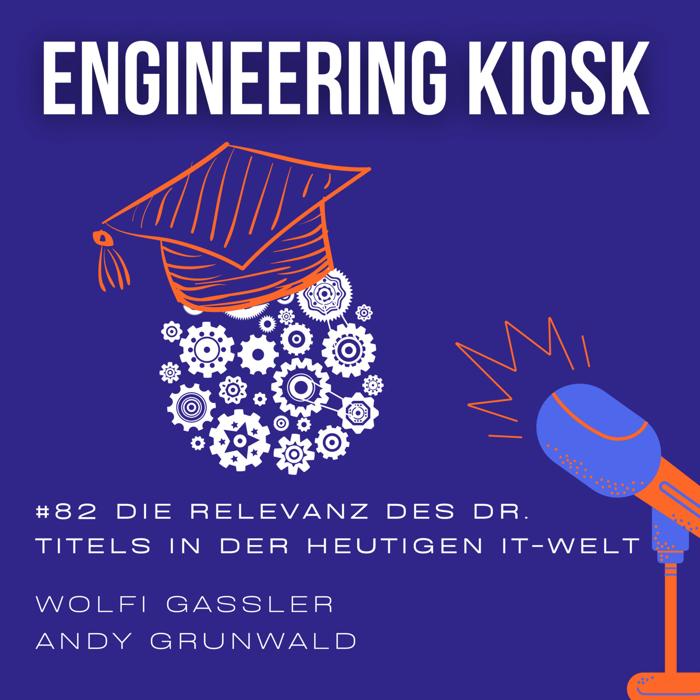 ENGINEERING KIOSK
#82 DIE RELEVANZ DES DR.
TITELS IN DER HEUTIGEN IT-WELT
WOLFI GASSLER
ANDY GRUNWALD